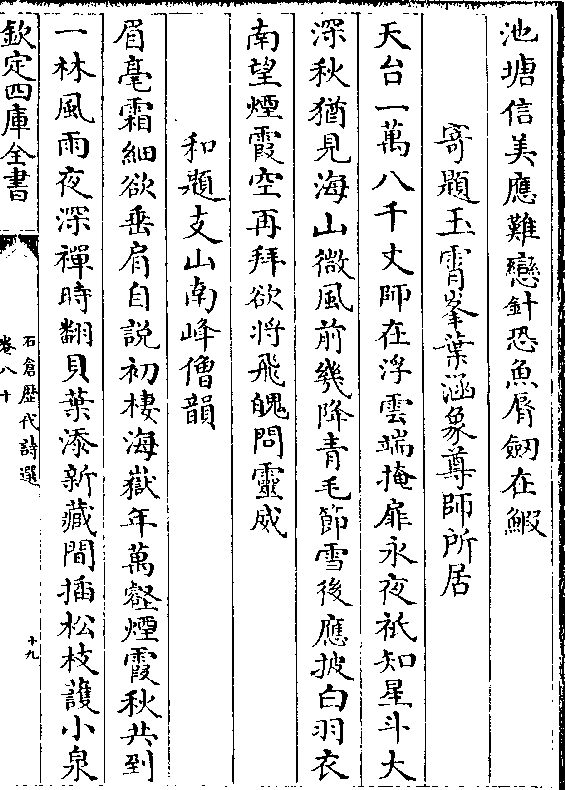 池塘信美應難戀針恐魚脣劒在鰕
寄題玉霄峯葉涵象尊師所居
天台一萬八千丈師在浮雲端掩扉永夜祇知星斗大
深秋猶見海山微風前幾降青毛節雪後應披白羽衣
南望煙霞空再拜欲將飛魄問靈威
和題支山南峰僧韻
眉毫霜細欲垂肩自說初棲海嶽年萬壑煙霞秋共到
一林風雨夜深禪時翻貝葉添新藏間插松枝護小泉
欽定四庫全書
石倉歷代詩選
卷八十
十九